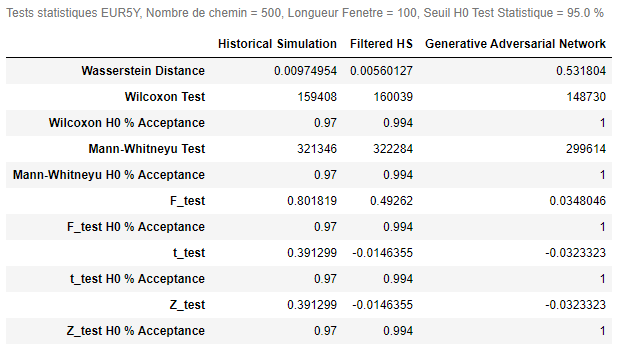 Tests statistiques EUR5Y, Nombre de chemin = 500, Longueur Fenetre = 100, Seuil H0 Test Statistique = 95.0 %
Historical Simulation Filtered HS Generative Adversarial Network
Wasserstein Distance 0.00974954 0.00560127 0.531804
Wilcoxon Test 159408 160039 148730
Wilcoxon H0 % Acceptance 0.97 0.994 1
Mann-Whitneyu Test 321346 322284 299614
Mann-Whitneyu H0 % Acceptance 0.97 0.994 1
F_test 0.801819 0.49262 0.0348046
F_test H0 % Acceptance 0.97 0.994 1
t_test 0.391299 -0.0146355 -0.0323323
t_test H0 % Acceptance 0.97 0.994 1
Z_test 0.391299 -0.0146355 -0.0323323
Z_test H0 % Acceptance 0.97 0.994 1